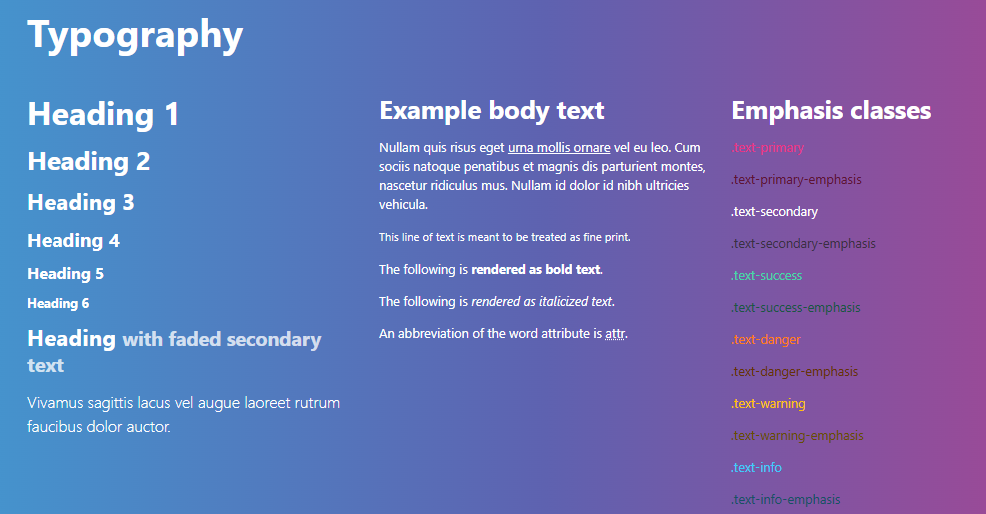 Typography
Heading 1
Heading 2
Heading 3
Heading 4
Heading 5
Heading 6
Heading with faded secondary
text
Vivamus sagittis lacus vel augue laoreet rutrum
faucibus dolor auctor.
Example body text
Nullam quis risus eget urna mollis ornare vel eu leo. Cum
sociis natoque penatibus et magnis dis parturient montes,
nascetur ridiculus mus. Nullam id dolor id nibh ultricies
vehicula.
This line of text is meant to be treated as fine print.
The following is rendered as bold text.
The following is rendered as italicized text.
An abbreviation of the word attribute is attr.
Emphasis classes
.text-primary
.text-primary-emphasis
.text-secondary
.text-secondary-emphasis
.text-success
.text-success-emphasis
.text-danger
.text-danger-emphasis
.text-warning
.text-warning-emphasis
.text-info
.text-info-emphasis